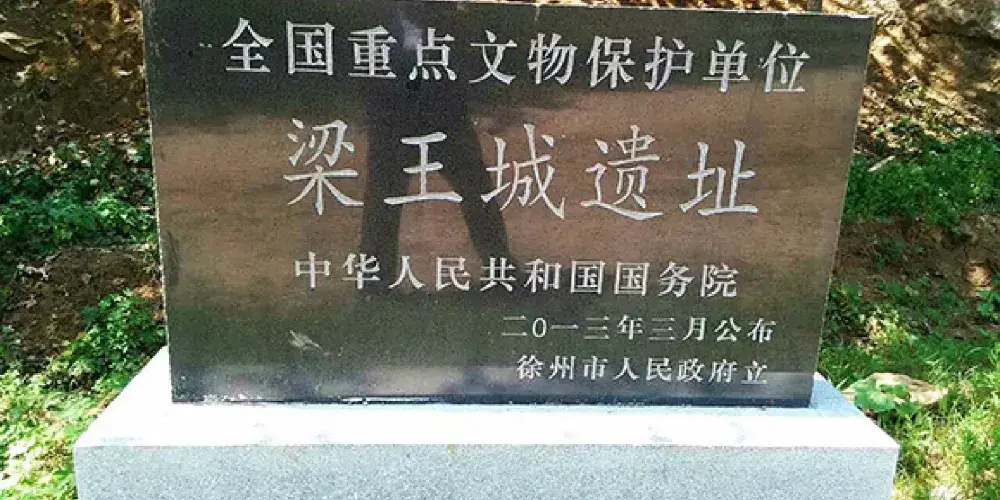 全国重点文物保护单位
梁王城遗址
中华人民共和国国务院
二0一三年三月公布
徐州市人民政府立